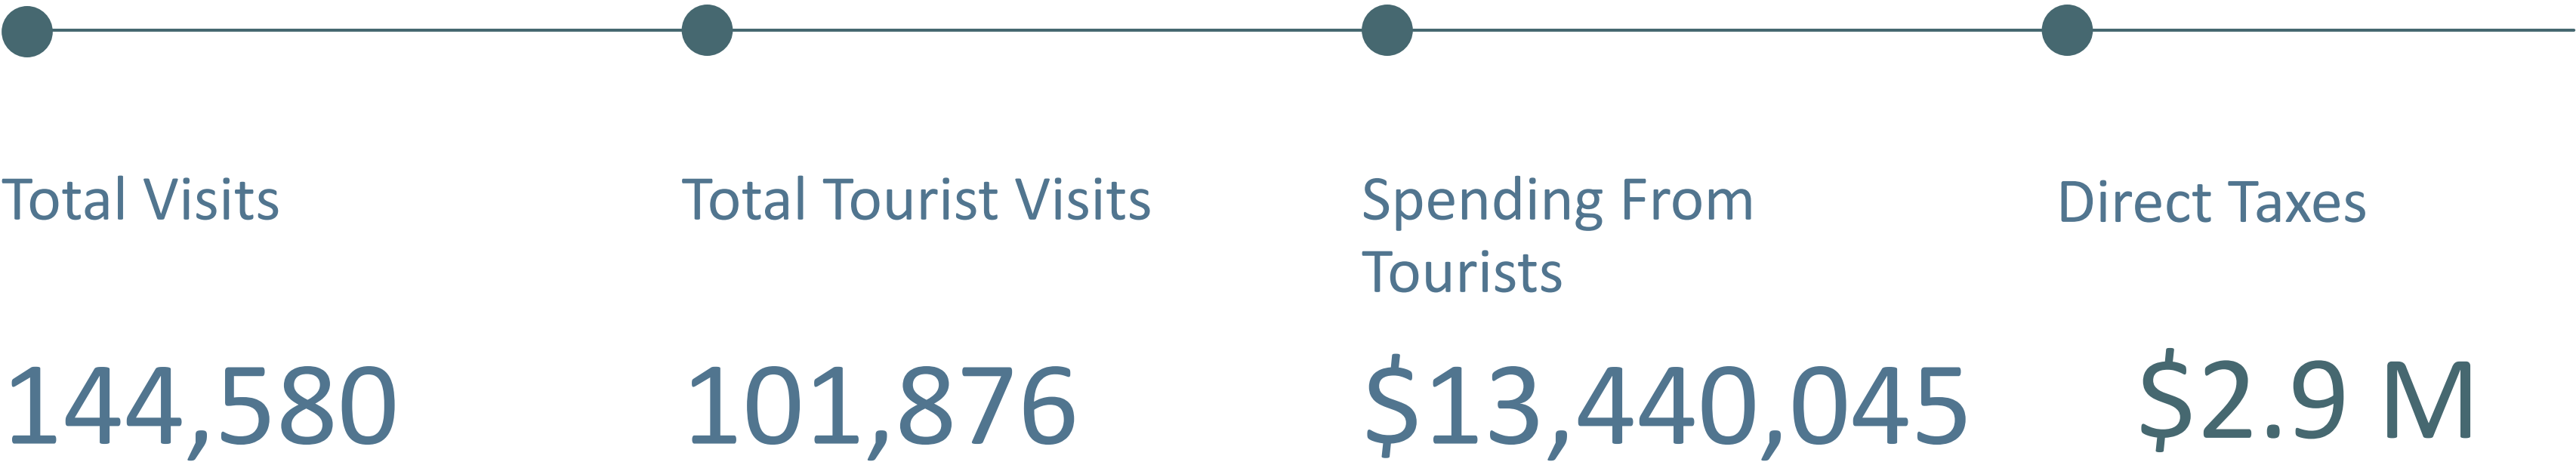 Total Visits
144,580
Total Tourist Visits
101,876
Spending From
Tourists
$13,440,045
Direct Taxes
$2.9 M